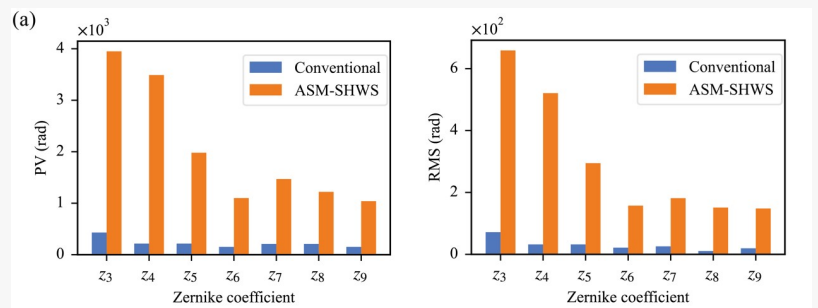 (a)
×10³
PV (rad)
4
3
2
1
0
Conventional
ASM-SHWS
z₃ z₄ z₅ z₆ z₇ z₈ z₉
Zernike coefficient
×10²
RMS (rad)
6
4
2
0
Conventional
ASM-SHWS
z₃ z₄ z₅ z₆ z₇ z₈ z₉
Zernike coefficient